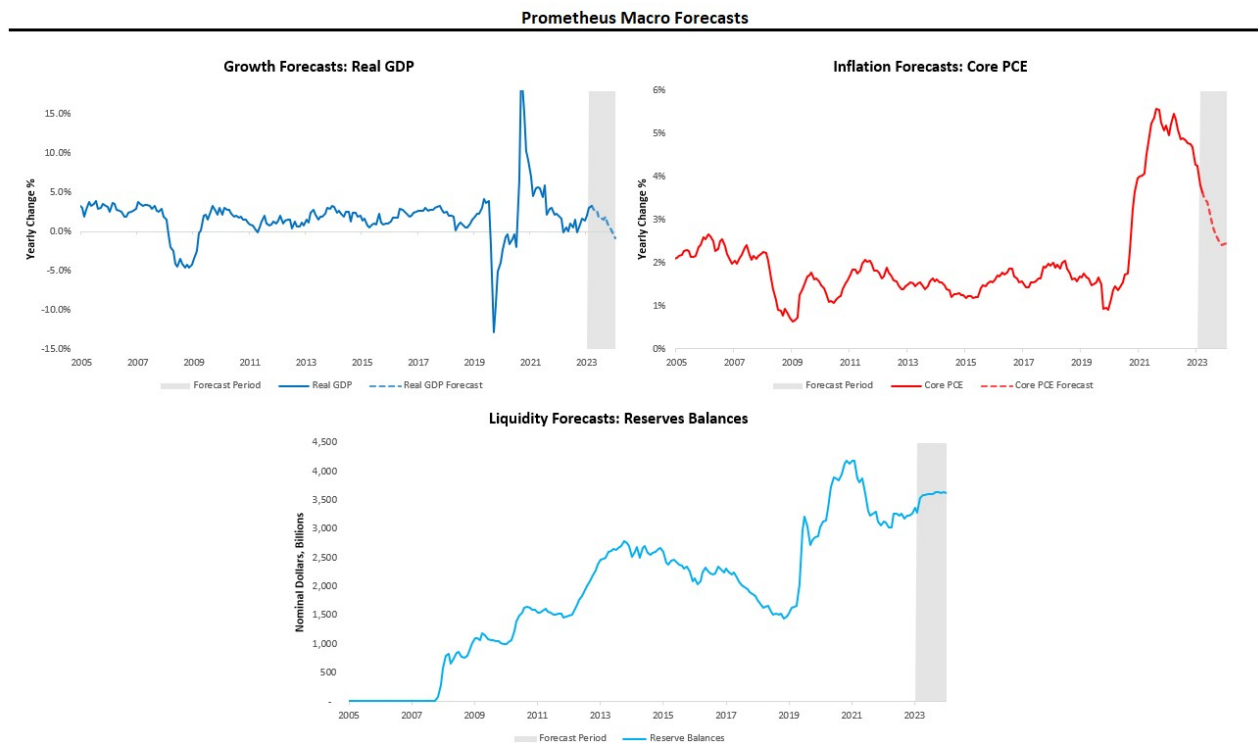 Prometheus Macro Forecasts
Growth Forecasts: Real GDP
Yearly Change %
15.0%
10.0%
5.0%
0.0%
-5.0%
-10.0%
-15.0%
2005 2007 2009 2011 2013 2015 2017 2019 2021 2023
Forecast Period Real GDP Real GDP Forecast
Inflation Forecasts: Core PCE
Yearly Change %
6%
5%
4%
3%
2%
1%
0%
2005 2007 2009 2011 2013 2015 2017 2019 2021 2023
Forecast Period Core PCE Core PCE Forecast
Liquidity Forecasts: Reserves Balances
Nominal Dollars, Billions
4,500
4,000
3,500
3,000
2,500
2,000
1,500
1,000
500
-
2005 2007 2009 2011 2013 2015 2017 2019 2021 2023
Forecast Period Reserve Balances